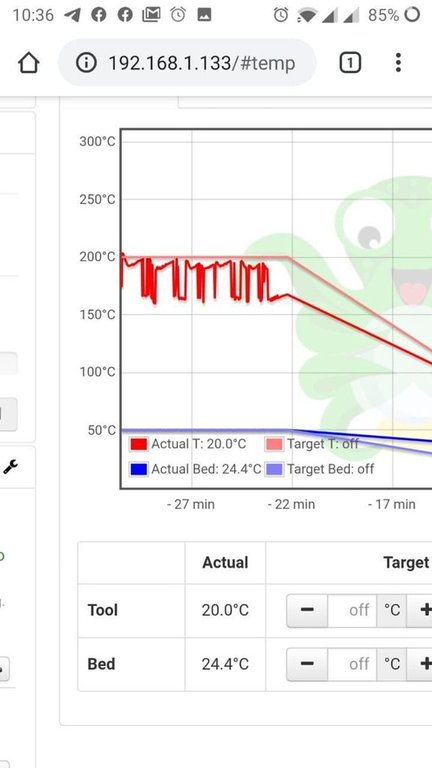 10:36 85%
192.168.1.133/#temp 1
300°C
250°C
200°C
150°C
100°C
50°C
Actual T: 20.0°C Target T: off
Actual Bed: 24.4°C Target Bed: off
- 27 min - 22 min - 17 min
Actual Target
Tool 20.0°C − off °C +
Bed 24.4°C − off °C +